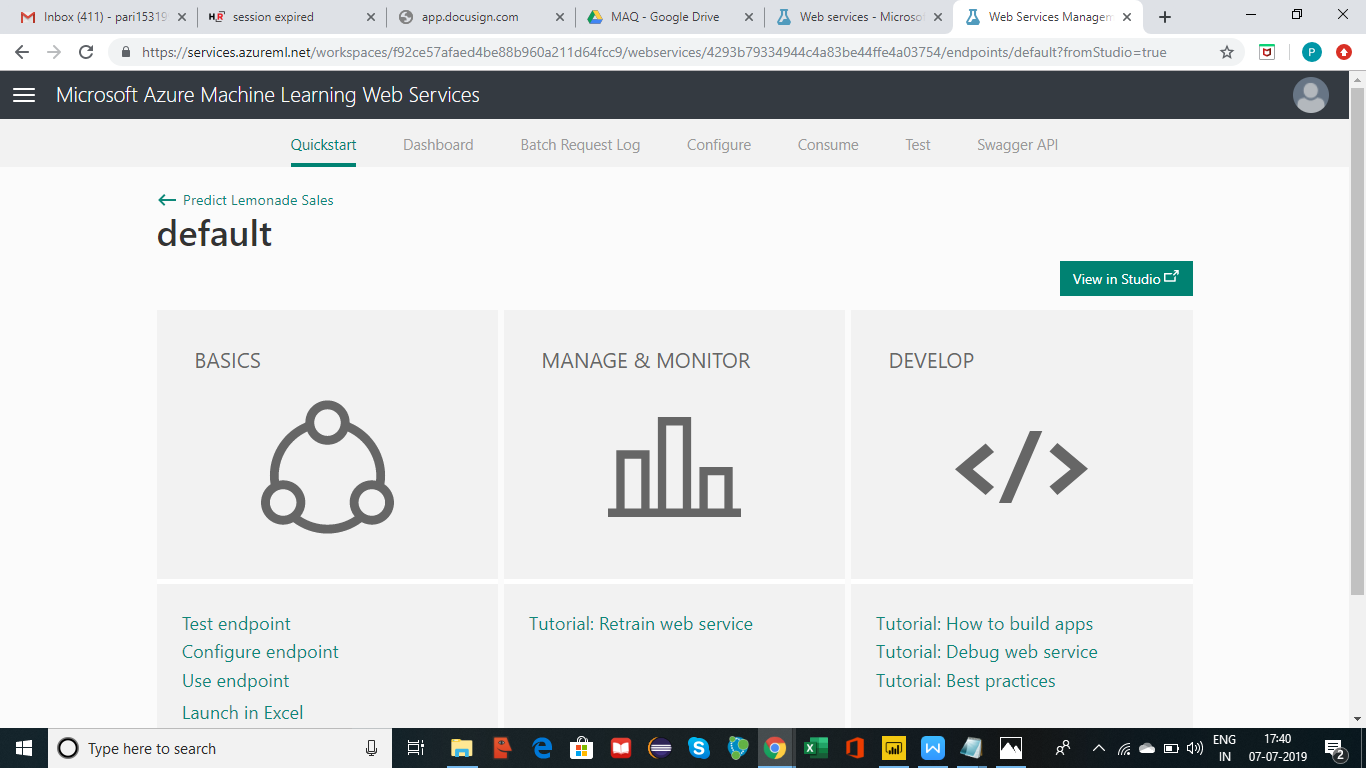 Inbox (411) - pari15319
session expired
app.docusign.com
MAQ - Google Drive
Web services - Microsof
Web Services Managem
https://services.azureml.net/workspaces/f92ce57afaed4be88b960a211d64fcc9/webservices/4293b79334944c4a83be44ffe4a03754/endpoints/default?fromStudio=true
P
Microsoft Azure Machine Learning Web Services
Quickstart
Dashboard
Batch Request Log
Configure
Consume
Test
Swagger API
Predict Lemonade Sales
default
View in Studio
BASICS
MANAGE & MONITOR
DEVELOP
Test endpoint
Configure endpoint
Use endpoint
Launch in Excel
Tutorial: Retrain web service
Tutorial: How to build apps
Tutorial: Debug web service
Tutorial: Best practices
Type here to search
ENG
IN
17:40
07-07-2019
2